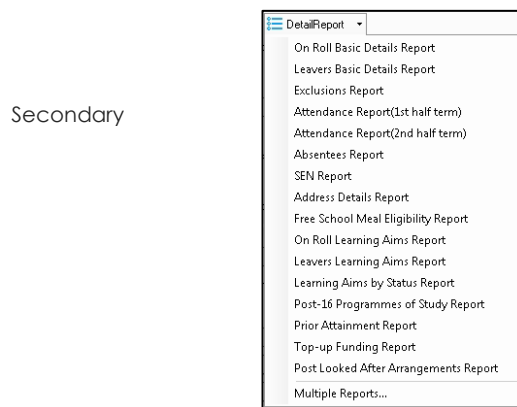 Secondary
DetailReport
On Roll Basic Details Report
Leavers Basic Details Report
Exclusions Report
Attendance Report(1st half term)
Attendance Report(2nd half term)
Absentees Report
SEN Report
Address Details Report
Free School Meal Eligibility Report
On Roll Learning Aims Report
Leavers Learning Aims Report
Learning Aims by Status Report
Post-16 Programmes of Study Report
Prior Attainment Report
Top-up Funding Report
Post Looked After Arrangements Report
Multiple Reports...